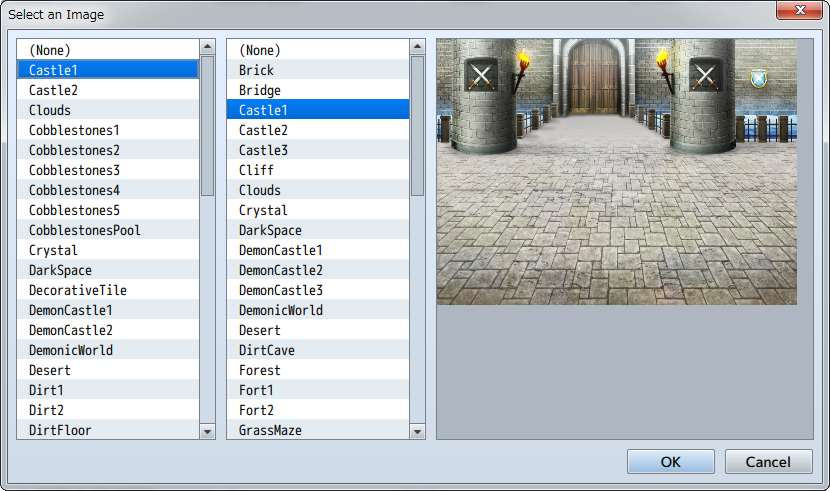 Select an Image
(None)
Castle1
Castle2
Clouds
Cobblestones1
Cobblestones2
Cobblestones3
Cobblestones4
Cobblestones5
CobblestonesPool
Crystal
DarkSpace
DecorativeTile
DemonCastle1
DemonCastle2
DemonicWorld
Desert
Dirt1
Dirt2
DirtFloor
(None)
Brick
Bridge
Castle1
Castle2
Castle3
Cliff
Clouds
Crystal
DarkSpace
DemonCastle1
DemonCastle2
DemonCastle3
DemonicWorld
Desert
DirtCave
Forest
Fort1
Fort2
GrassMaze
OK
Cancel